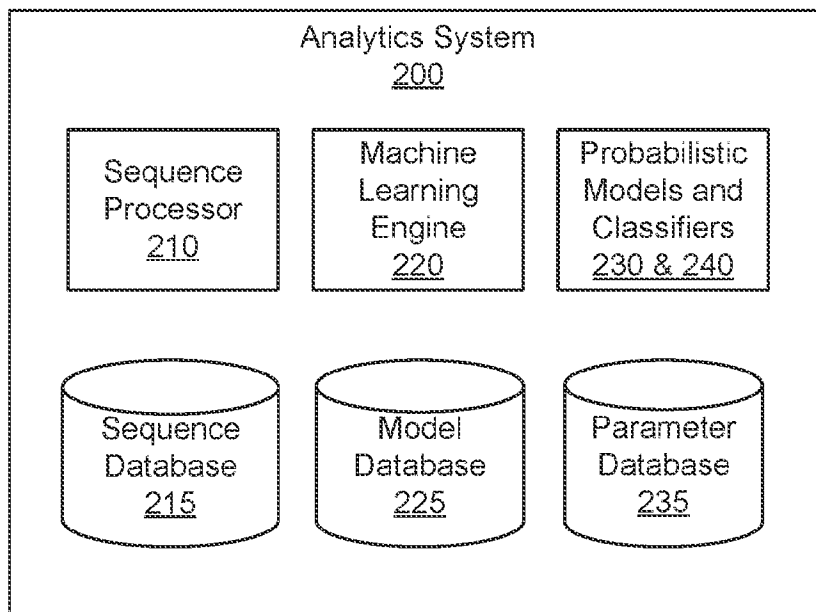 Analytics System
200
Sequence
Processor
210
Machine
Learning
Engine
220
Probabilistic
Models and
Classifiers
230 & 240
Sequence
Database
215
Model
Database
225
Parameter
Database
235